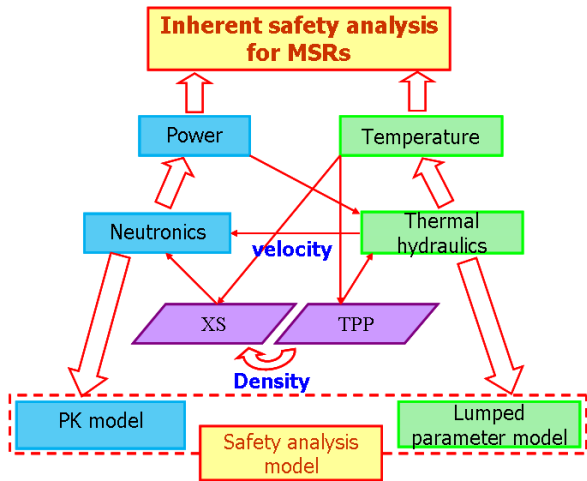 Inherent safety analysis
for MSRs
Power
Temperature
Neutronics
velocity
Thermal
hydraulics
XS
TPP
Density
PK model
Lumped
parameter model
Safety analysis
model